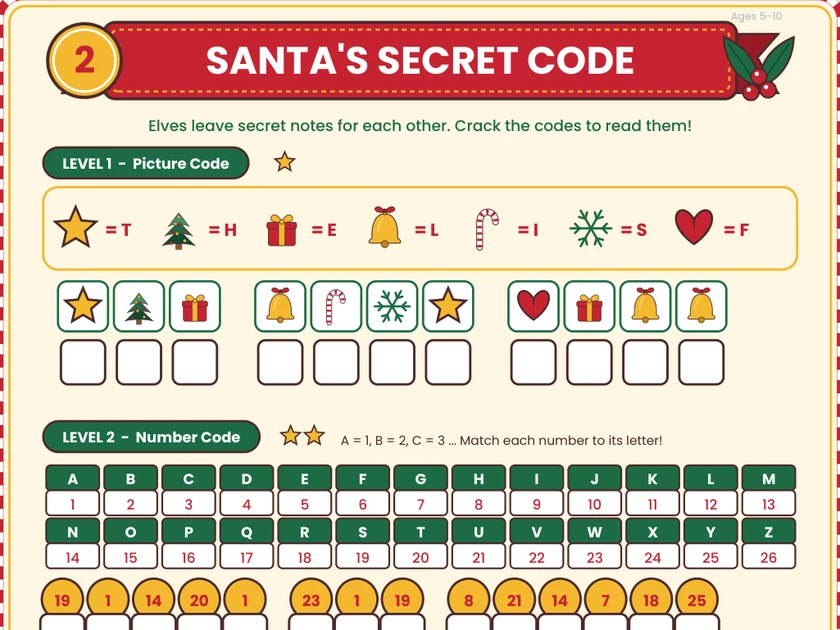 Ages 5-10
2
SANTA'S SECRET CODE
Elves leave secret notes for each other. Crack the codes to read them!
LEVEL 1 - Picture Code
= T = H = E = L = I = S = F
LEVEL 2 - Number Code
A = 1, B = 2, C = 3 ... Match each number to its letter!
A B C D E F G H I J K L M
1 2 3 4 5 6 7 8 9 10 11 12 13
N O P Q R S T U V W X Y Z
14 15 16 17 18 19 20 21 22 23 24 25 26
19 1 14 20 1 23 1 19 8 21 14 7 18 25